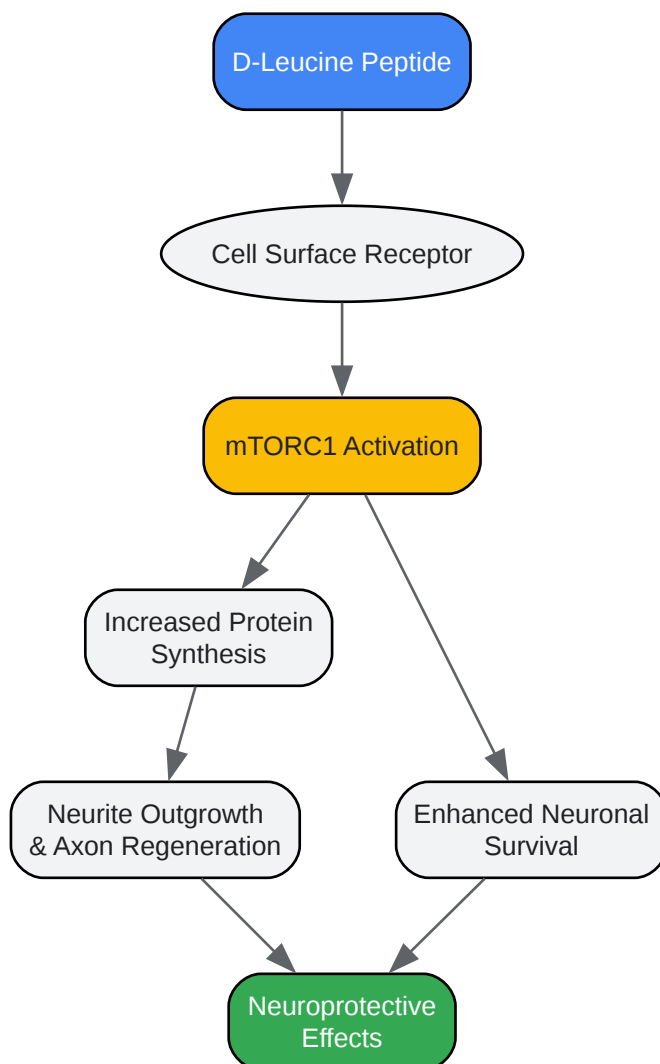 D-Leucine Peptide
Cell Surface Receptor
mTORC1 Activation
Increased Protein
Synthesis
Neurite Outgrowth
& Axon Regeneration
Enhanced Neuronal
Survival
Neuroprotective
Effects